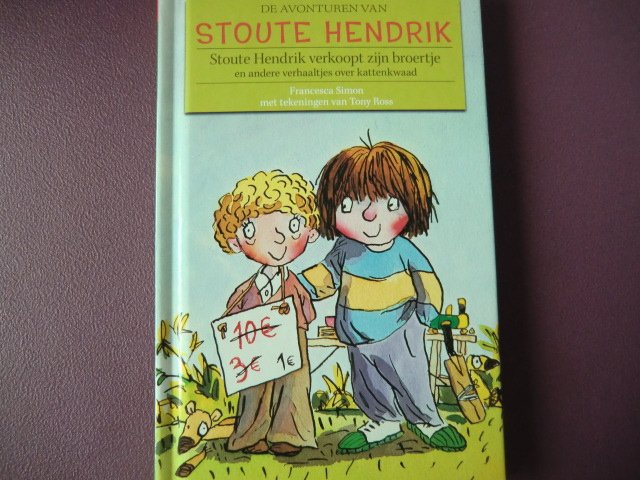 DE AVONTUREN VAN
STOUTE HENDRIK
Stoute Hendrik verkoopt zijn broertje
en andere verhaaltjes over kattenkwaad
Francesca Simon
met tekeningen van Tony Ross
10€
3€ 1€